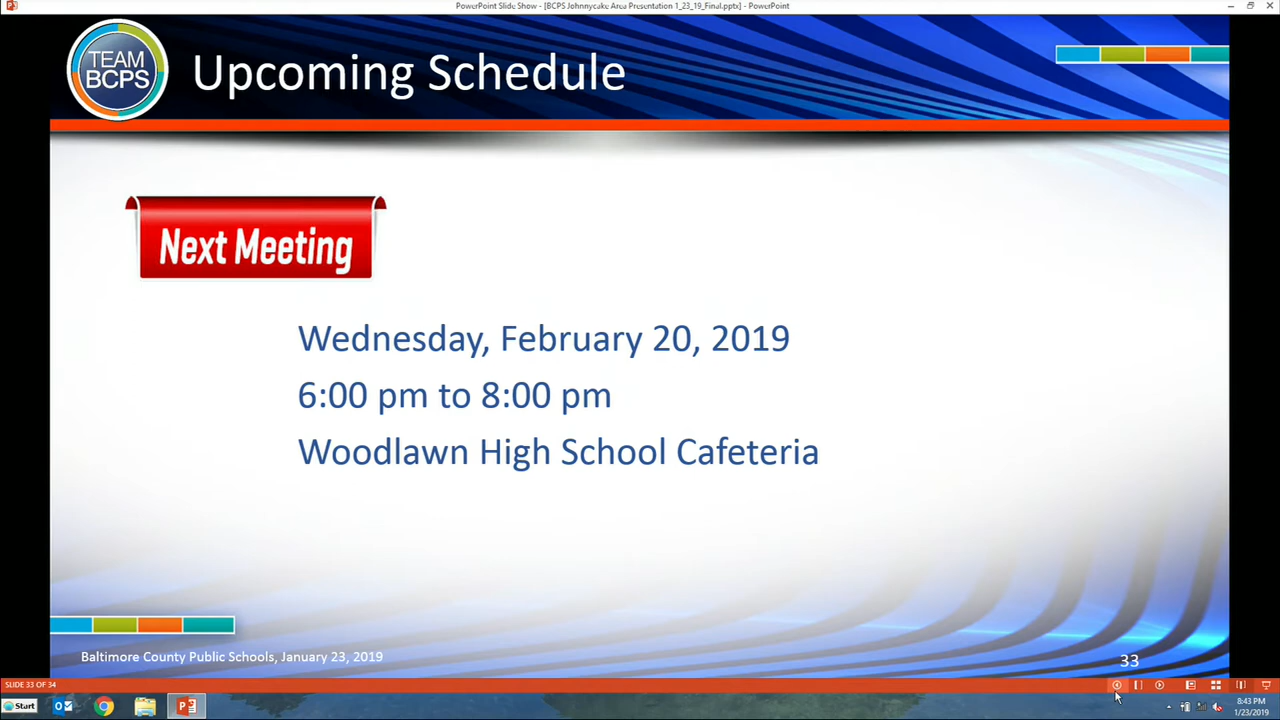 PowerPoint Slide Show - [BCPS Johnnycake Area Presentation 1_23_19_Final.pptx] - PowerPoint
TEAM
BCPS
Upcoming Schedule
Next Meeting
Wednesday, February 20, 2019
6:00 pm to 8:00 pm
Woodlawn High School Cafeteria
Baltimore County Public Schools, January 23, 2019
33
SLIDE 33 OF 34
Start
8:43 PM
1/23/2019